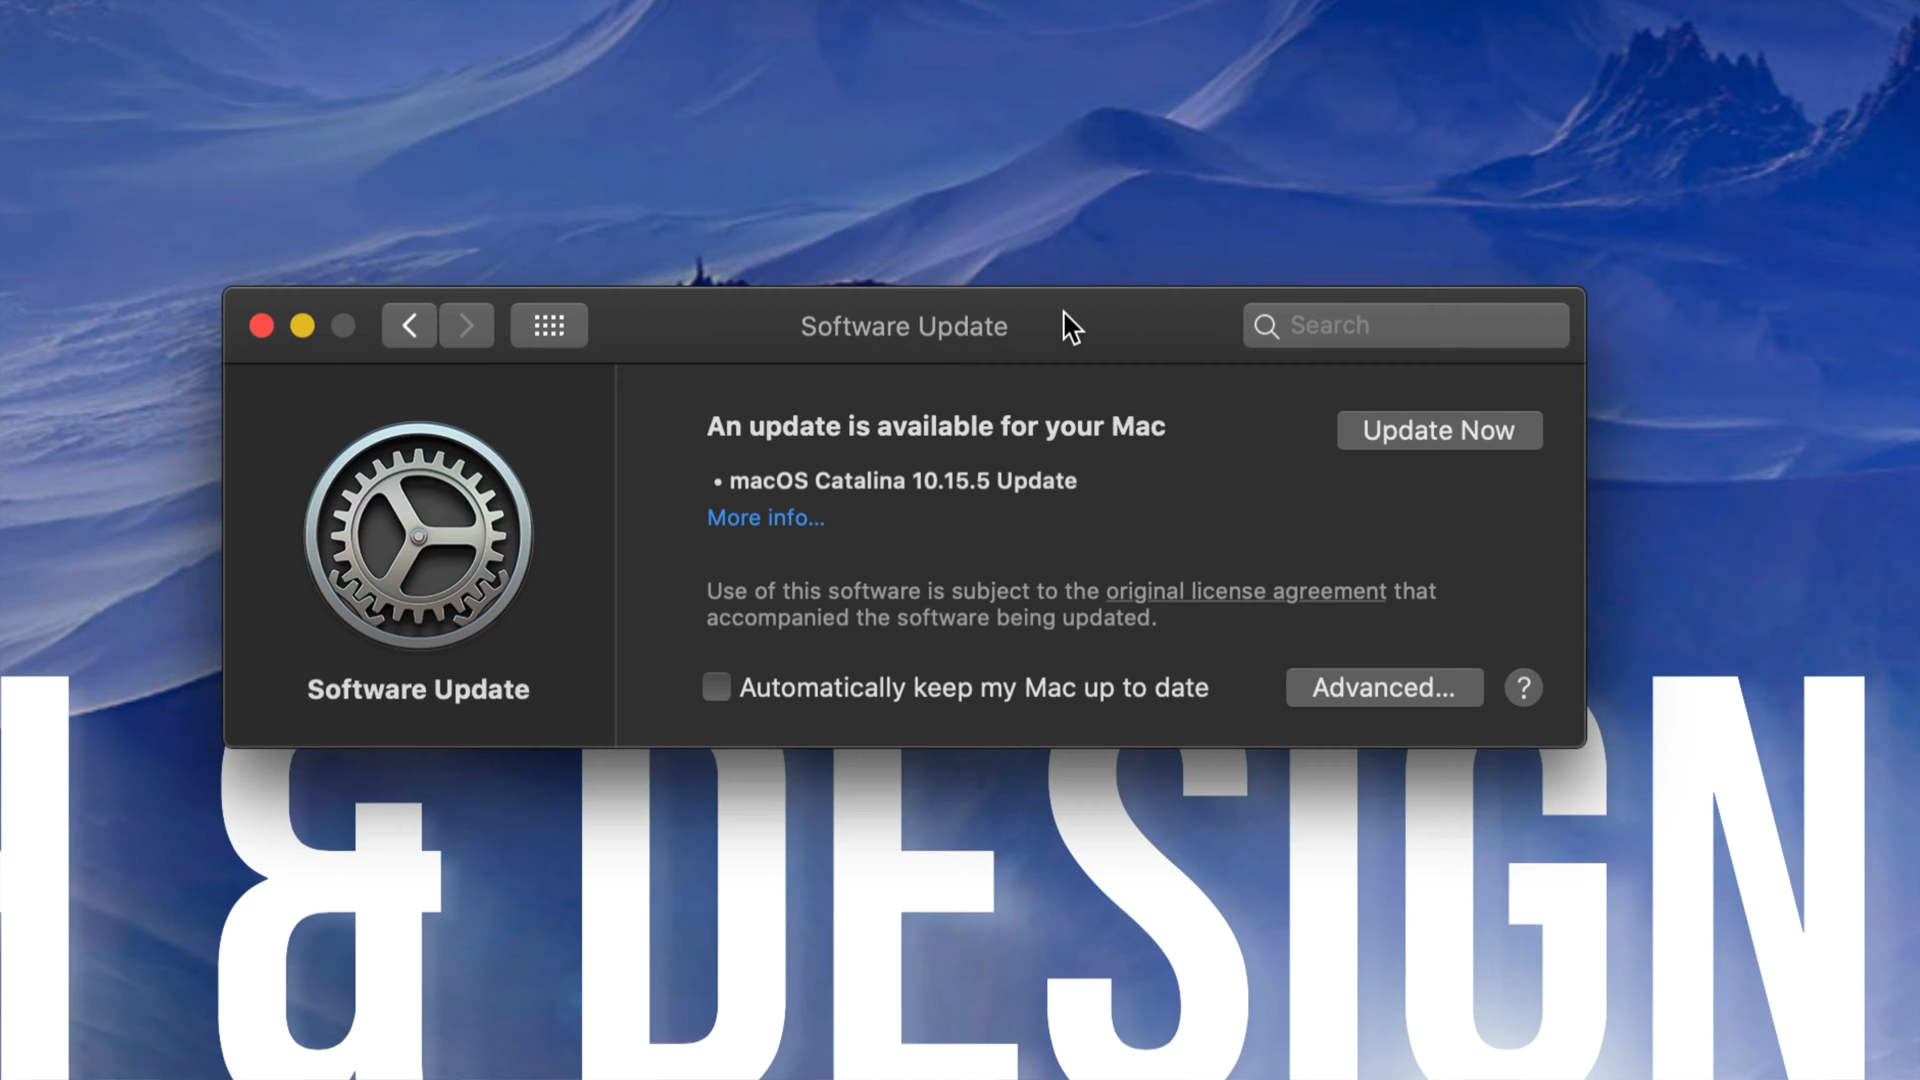 Software Update
Search
An update is available for your Mac
Update Now
• macOS Catalina 10.15.5 Update
More info...
Use of this software is subject to the original license agreement that
accompanied the software being updated.
Software Update
Automatically keep my Mac up to date
Advanced...
?
& DESIGN